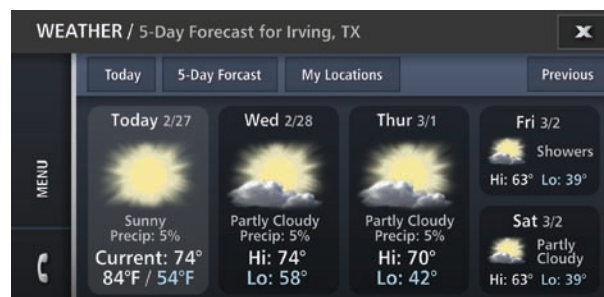 WEATHER / 5-Day Forecast for Irving, TX
Today 5-Day Forcast My Locations Previous
MENU
Today 2/27
Sunny
Precip: 5%
Current: 74°
84°F / 54°F
Wed 2/28
Partly Cloudy
Precip: 5%
Hi: 74°
Lo: 58°
Thur 3/1
Partly Cloudy
Precip: 5%
Hi: 70°
Lo: 42°
Fri 3/2
Showers
Hi: 63° Lo: 39°
Sat 3/2
Partly
Cloudy
Hi: 63° Lo: 39°